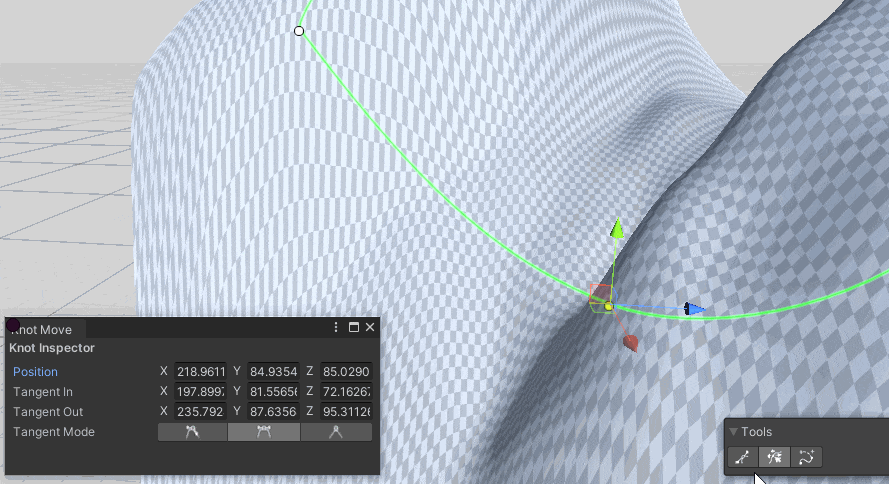 Knot Move
Knot Inspector
Position X 218.9611 Y 84.9354 Z 85.0290
Tangent In X 197.8997 Y 81.5565 Z 72.1626
Tangent Out X 235.792 Y 87.6356 Z 95.3112
Tangent Mode
Tools